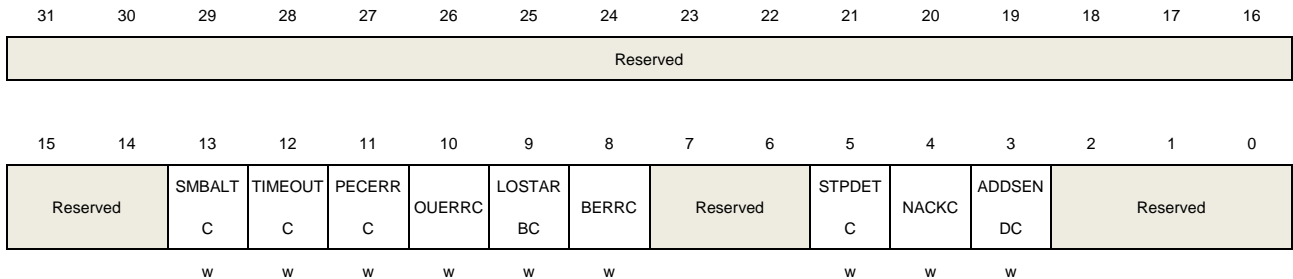 31 30 29 28 27 26 25 24 23 22 21 20 19 18 17 16
Reserved
15 14 13 12 11 10 9 8 7 6 5 4 3 2 1 0
Reserved SMBALT C TIMEOUT C PECERR C OUERRC LOSTAR BC BERRC Reserved STPDET C NACKC ADDSEN DC Reserved
w w w w w w w w w